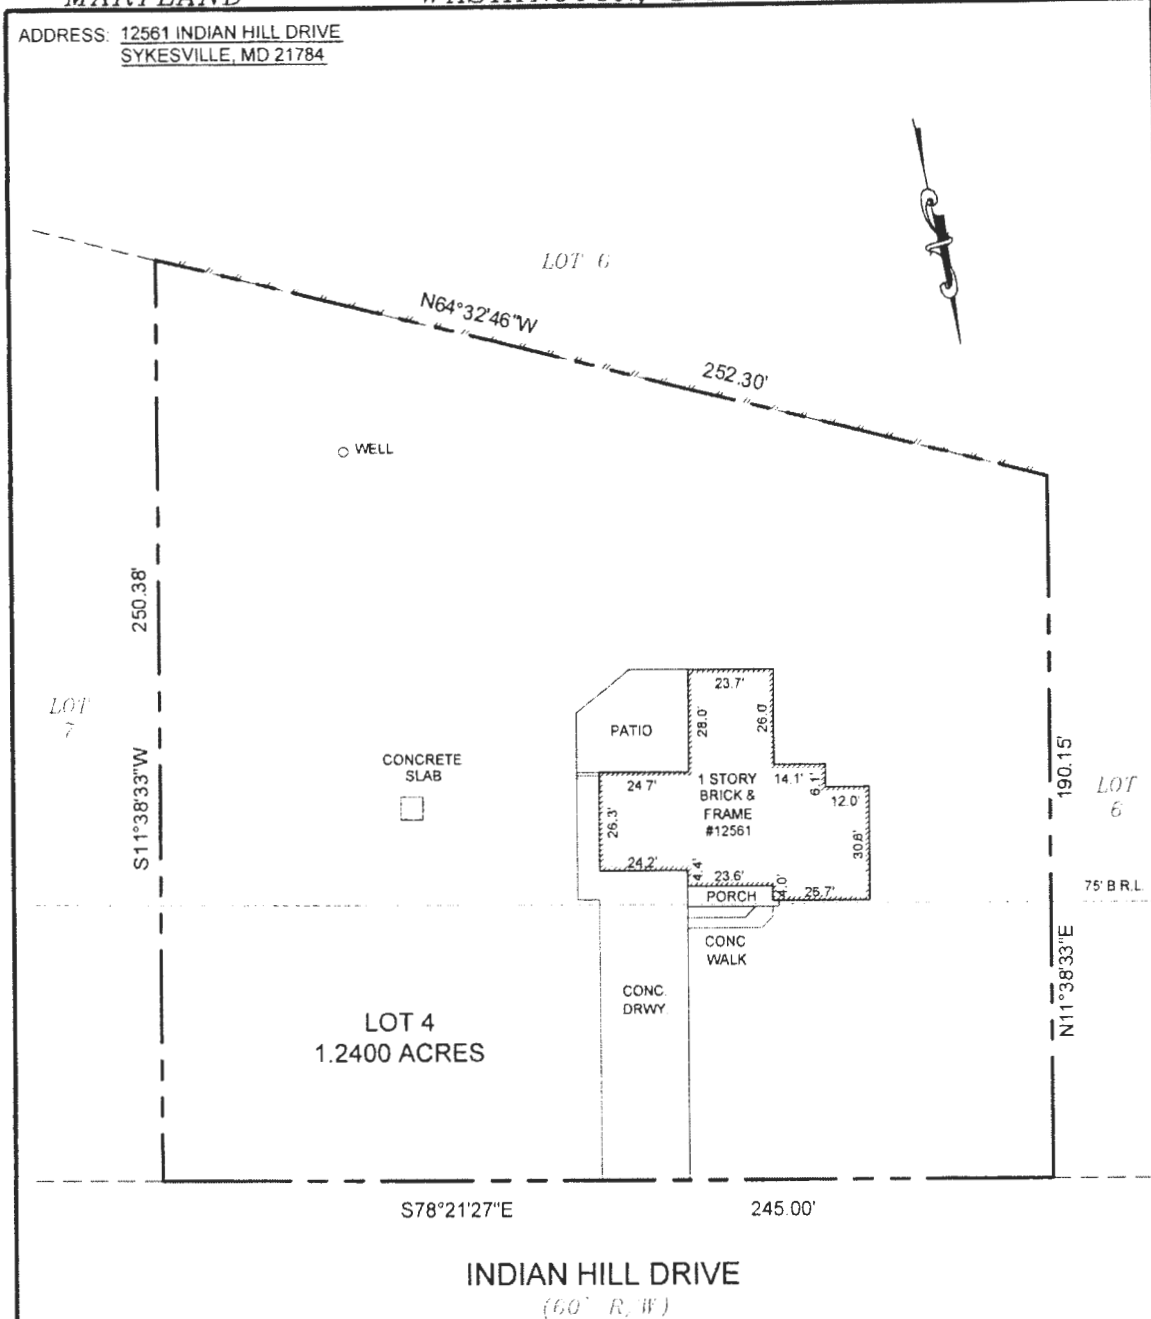 MARYLAND
ADDRESS: 12561 INDIAN HILL DRIVE
SYKESVILLE, MD 21784
LOT 6
N64°32'46"W
252.30'
WELL
250.38'
S11°38'33"W
LOT
7
CONCRETE
SLAB
PATIO
23.7'
28.0'
26.0'
24.7'
1 STORY
BRICK &
FRAME
#12561
14.1'
6.1'
12.0'
26.3'
30.8'
24.2'
4.4'
23.6'
4.0'
25.7'
PORCH
CONC
WALK
CONC.
DRWY.
190.15'
LOT
6
75' B.R.L.
N11°38'33"E
LOT 4
1.2400 ACRES
S78°21'27"E
245.00'
INDIAN HILL DRIVE
(60' R/W)